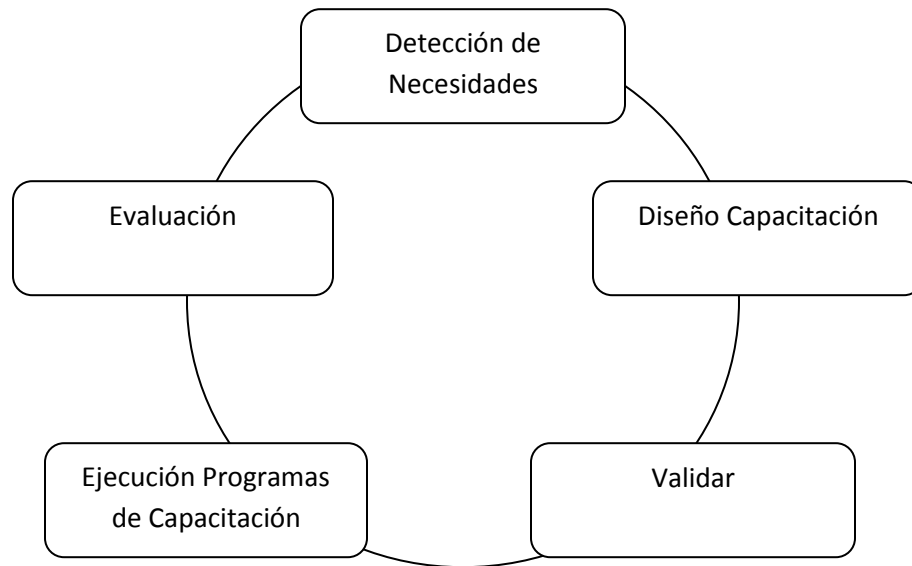 Detección de
Necesidades
Evaluación
Diseño Capacitación
Ejecución Programas
de Capacitación
Validar